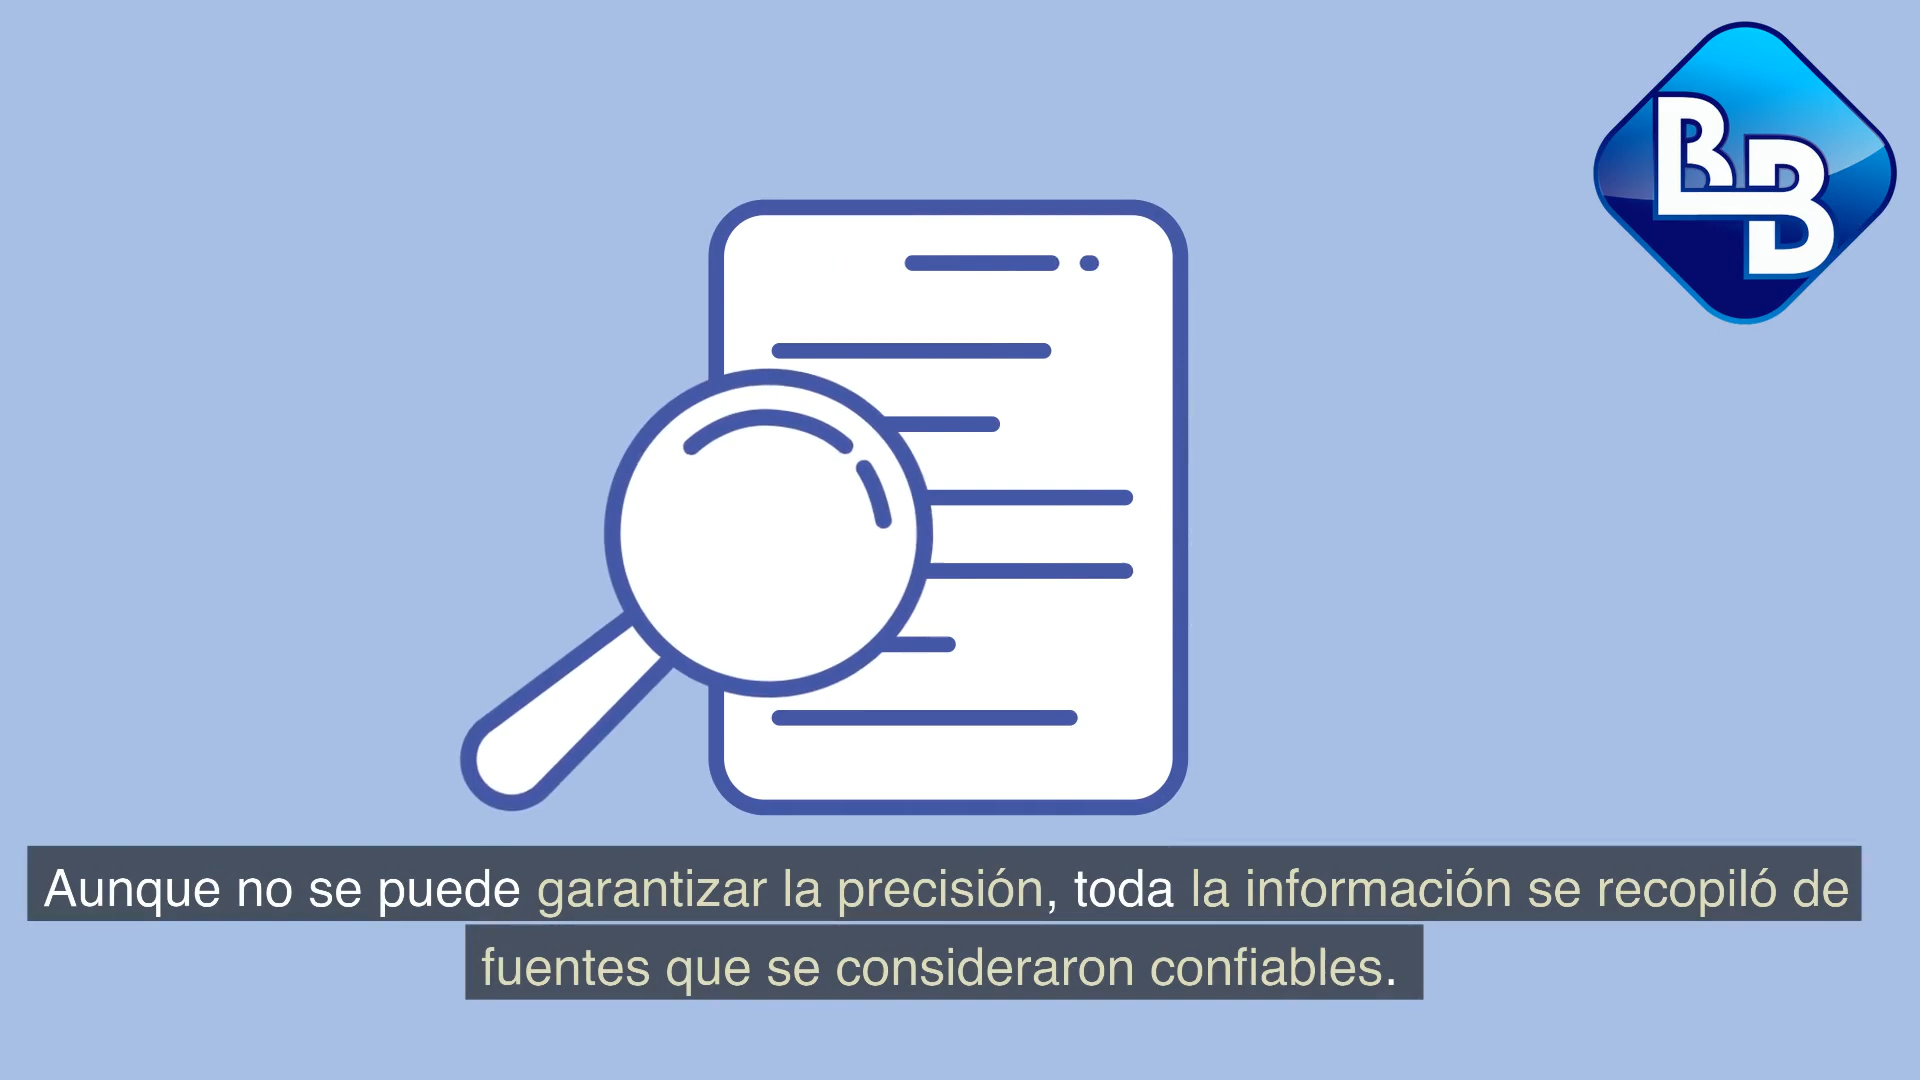 BB
Aunque no se puede garantizar la precisión, toda la información se recopiló de
fuentes que se consideraron confiables.